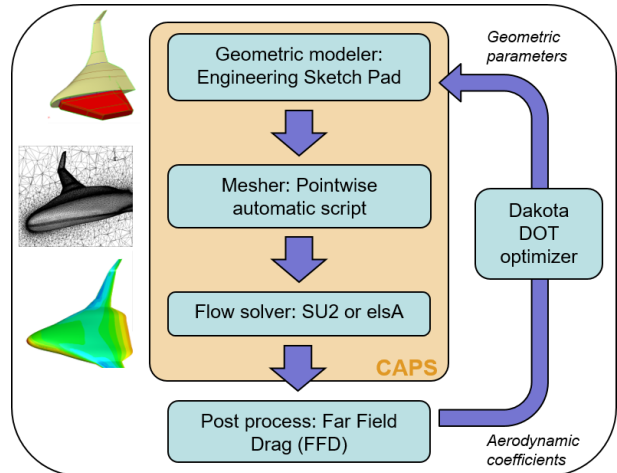 Geometric modeler:
Engineering Sketch Pad
Geometric
parameters
Mesher: Pointwise
automatic script
Dakota
DOT
optimizer
Flow solver: SU2 or elsA
CAPS
Post process: Far Field
Drag (FFD)
Aerodynamic
coefficients